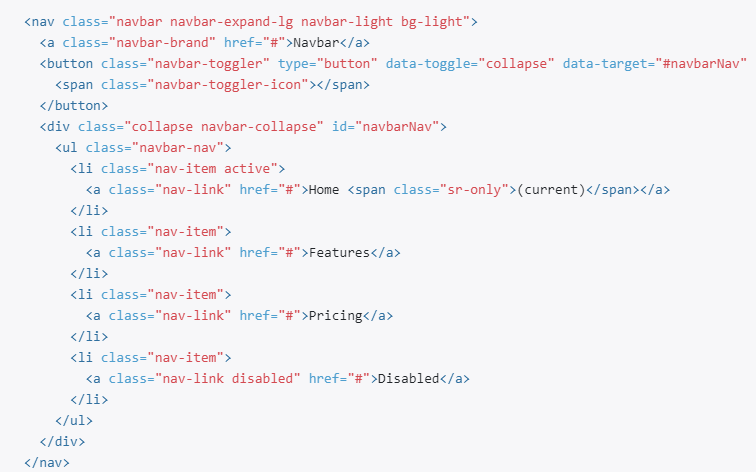 <nav class="navbar navbar-expand-lg navbar-light bg-light">
  <a class="navbar-brand" href="#">Navbar</a>
  <button class="navbar-toggler" type="button" data-toggle="collapse" data-target="#navbarNav"
    <span class="navbar-toggler-icon"></span>
  </button>
  <div class="collapse navbar-collapse" id="navbarNav">
    <ul class="navbar-nav">
      <li class="nav-item active">
        <a class="nav-link" href="#">Home <span class="sr-only">(current)</span></a>
      </li>
      <li class="nav-item">
        <a class="nav-link" href="#">Features</a>
      </li>
      <li class="nav-item">
        <a class="nav-link" href="#">Pricing</a>
      </li>
      <li class="nav-item">
        <a class="nav-link disabled" href="#">Disabled</a>
      </li>
    </ul>
  </div>
</nav>